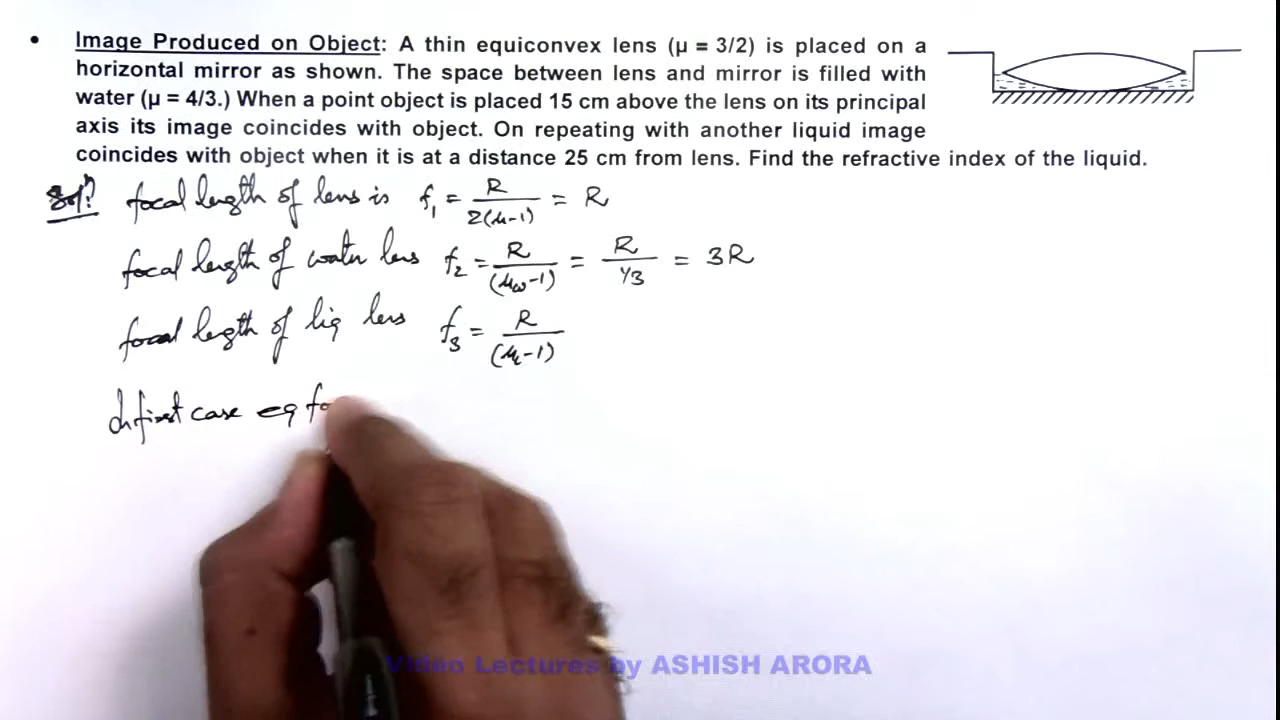 • Image Produced on Object: A thin equiconvex lens (μ = 3/2) is placed on a
horizontal mirror as shown. The space between lens and mirror is filled with
water (μ = 4/3.) When a point object is placed 15 cm above the lens on its principal
axis its image coincides with object. On repeating with another liquid image
coincides with object when it is at a distance 25 cm from lens. Find the refractive index of the liquid.
Solⁿ: focal length of lens is f₁ = R / 2(μ-1) = R
focal length of water lens f₂ = R / (μw-1) = R / 1/3 = 3R
focal length of liq lens f₃ = R / (μL-1)
In first case eq fo
Video Lectures by ASHISH ARORA